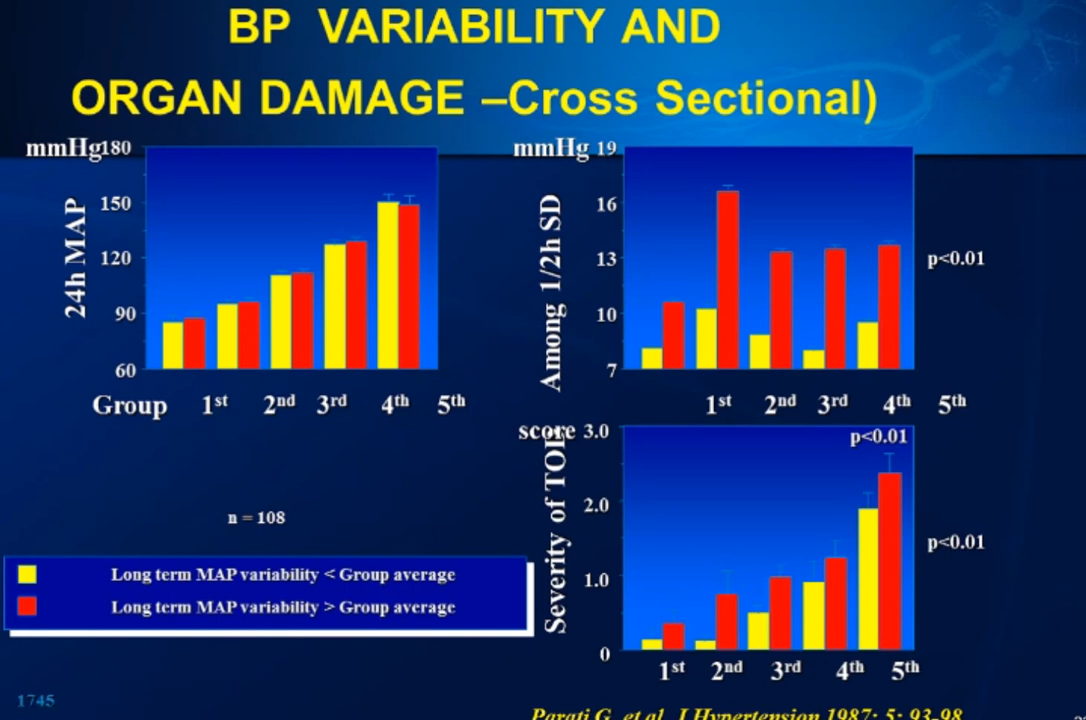 BP VARIABILITY AND
ORGAN DAMAGE –Cross Sectional)
mmHg
180
150
120
90
60
24h MAP
Group 1st 2nd 3rd 4th 5th
mmHg
19
16
13
10
7
Among 1/2h SD
p<0.01
1st 2nd 3rd 4th 5th
score
3.0
2.0
1.0
0
Severity of TOD
p<0.01
p<0.01
1st 2nd 3rd 4th 5th
n = 108
Long term MAP variability < Group average
Long term MAP variability > Group average
1745
Parati G, et al. J Hypertension 1987; 5: 93-98